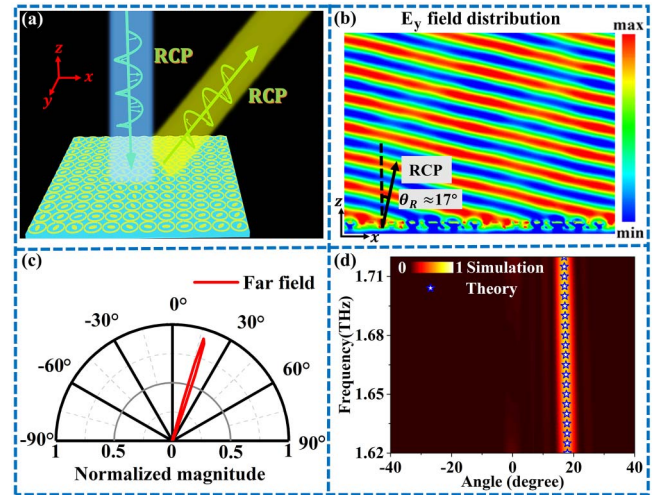 (a)
RCP
RCP
z
x
y
(b) E_y field distribution
max
RCP
θ_R ≈17°
z
x
min
(c)
Far field
0°
-30°
30°
-60°
60°
-90°
90°
1 0.5 0 0.5 1
Normalized magnitude
(d)
0 1 Simulation
Theory
Frequency(THz)
1.71
1.68
1.65
1.62
-40 -20 0 20 40
Angle (degree)